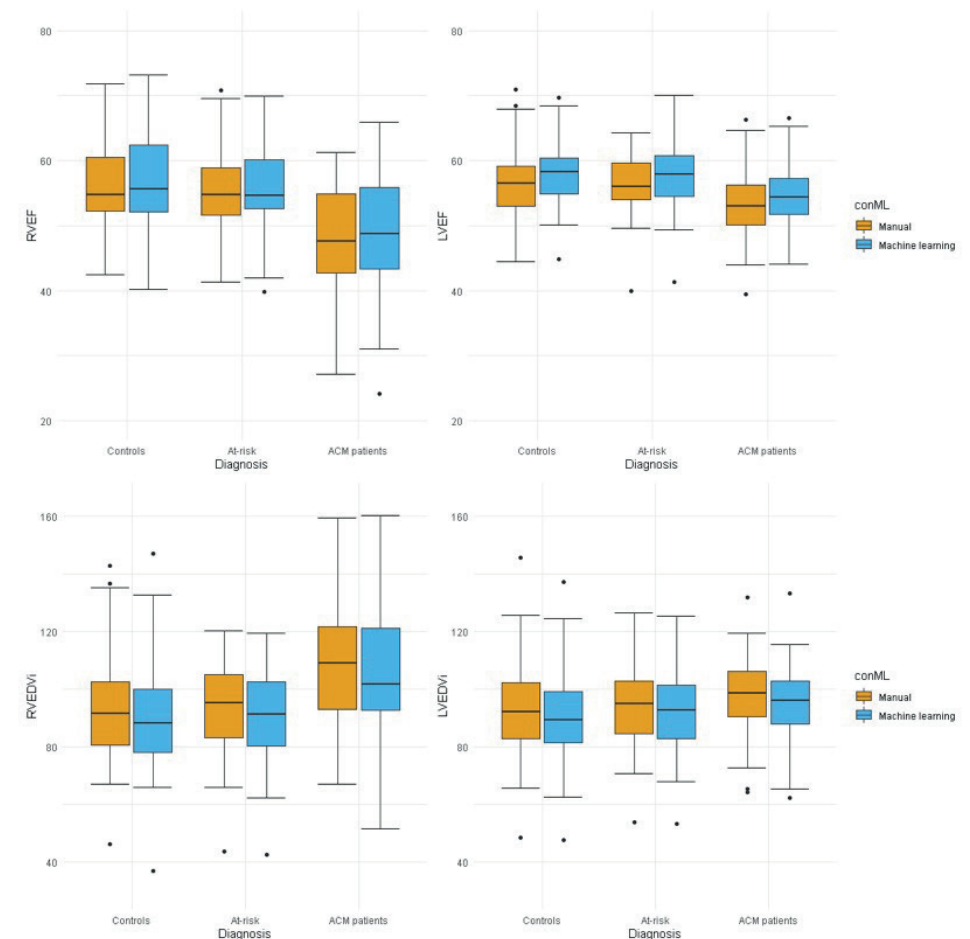 80
60
40
20
RVEF
Controls
At-risk
ACM patients
Diagnosis
80
60
40
20
LVEF
Controls
At-risk
ACM patients
Diagnosis
conML
Manual
Machine learning
160
120
80
40
RVEDVi
Controls
At-risk
ACM patients
Diagnosis
160
120
80
40
LVEDVi
Controls
At-risk
ACM patients
Diagnosis
conML
Manual
Machine learning